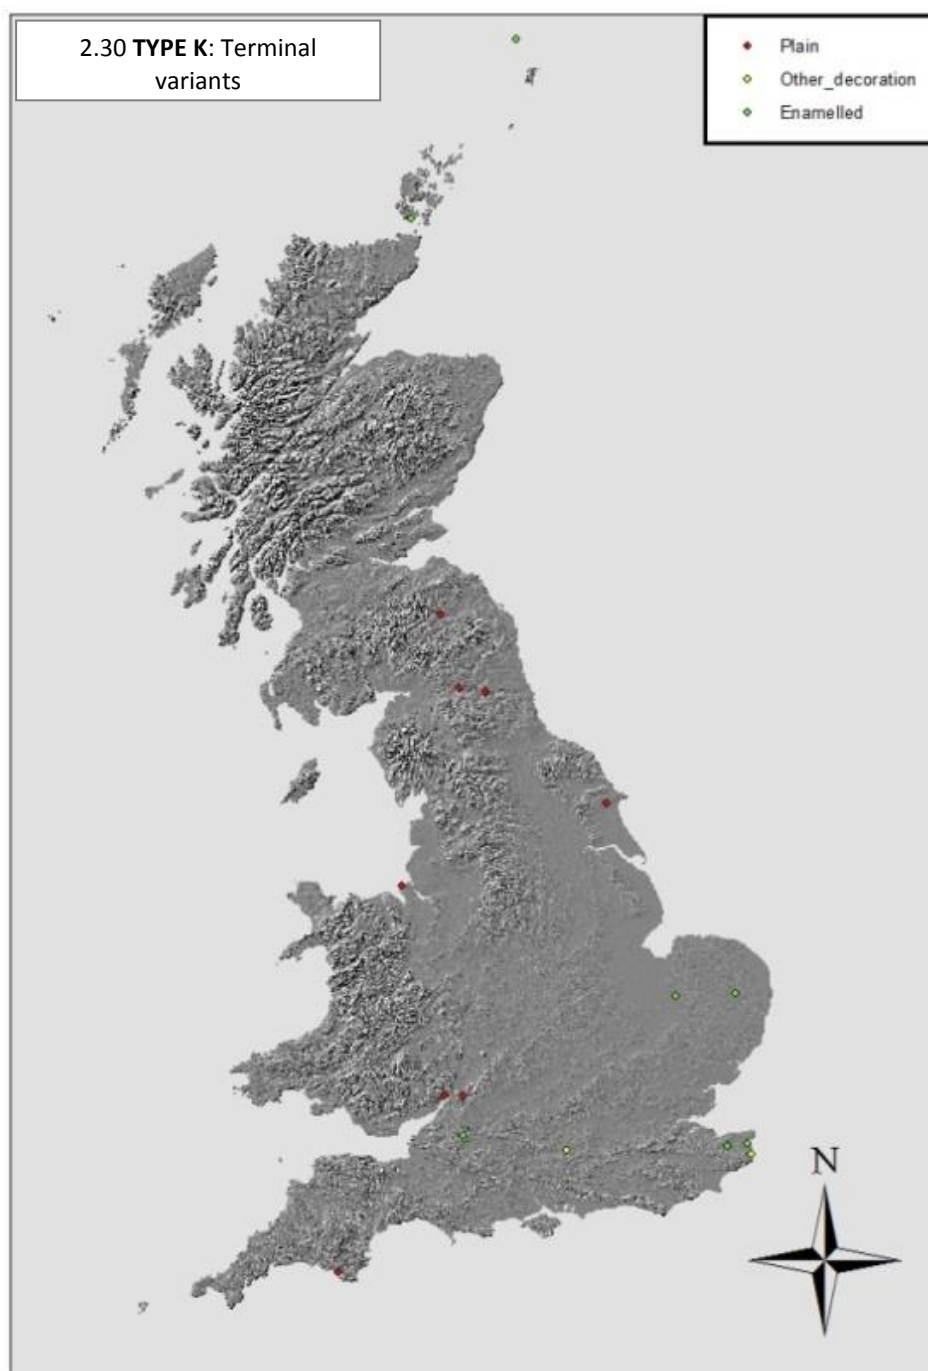 2.30 TYPE K: Terminal
variants
Plain
Other_decoration
Enamelled
N